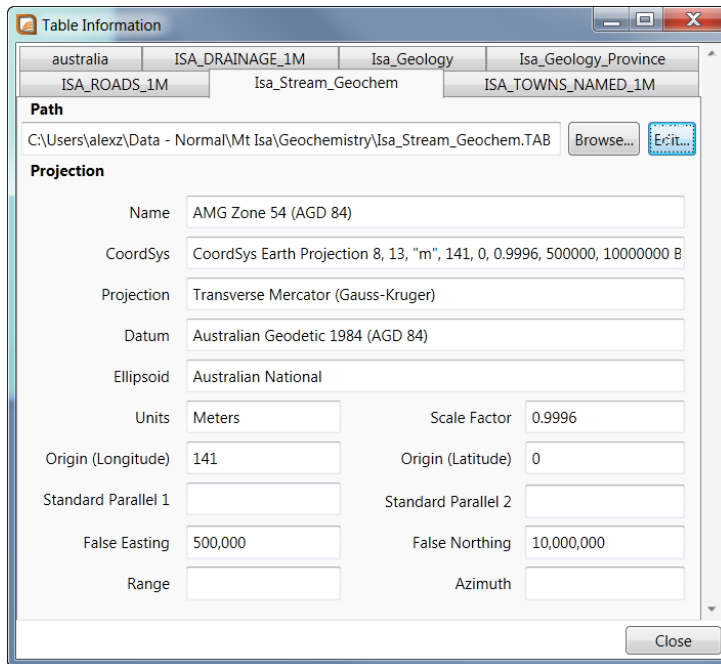 Table Information
australia ISA_DRAINAGE_1M Isa_Geology Isa_Geology_Province
ISA_ROADS_1M Isa_Stream_Geochem ISA_TOWNS_NAMED_1M
Path
C:\Users\alexz\Data - Normal\Mt Isa\Geochemistry\Isa_Stream_Geochem.TAB Browse... Edit...
Projection
Name AMG Zone 54 (AGD 84)
CoordSys CoordSys Earth Projection 8, 13, "m", 141, 0, 0.9996, 500000, 10000000 B
Projection Transverse Mercator (Gauss-Kruger)
Datum Australian Geodetic 1984 (AGD 84)
Ellipsoid Australian National
Units Meters Scale Factor 0.9996
Origin (Longitude) 141 Origin (Latitude) 0
Standard Parallel 1 Standard Parallel 2
False Easting 500,000 False Northing 10,000,000
Range Azimuth
Close